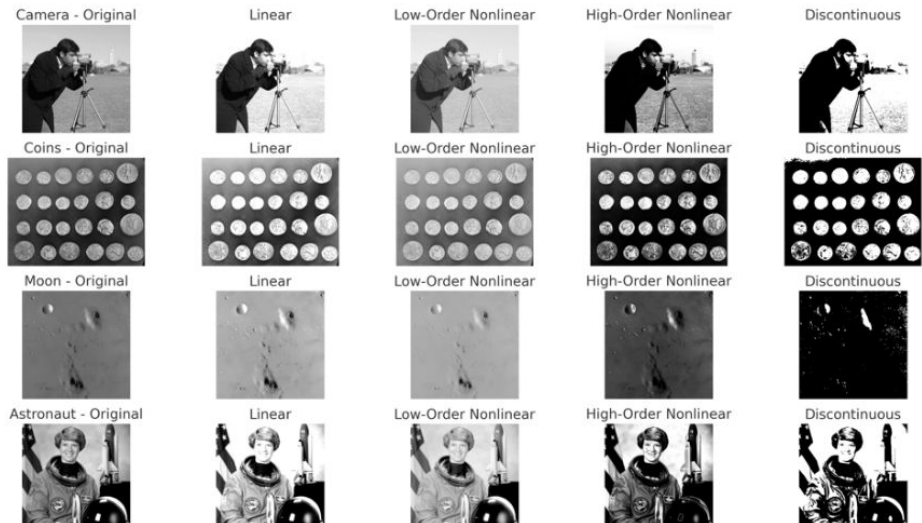 Camera - Original Linear Low-Order Nonlinear High-Order Nonlinear Discontinuous
Coins - Original Linear Low-Order Nonlinear High-Order Nonlinear Discontinuous
Moon - Original Linear Low-Order Nonlinear High-Order Nonlinear Discontinuous
Astronaut - Original Linear Low-Order Nonlinear High-Order Nonlinear Discontinuous